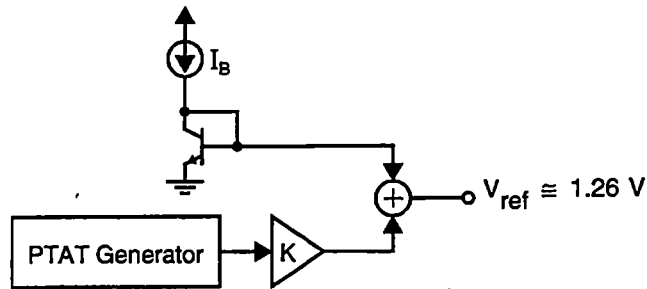 I_B
+
V_ref ≅ 1.26 V
PTAT Generator
K